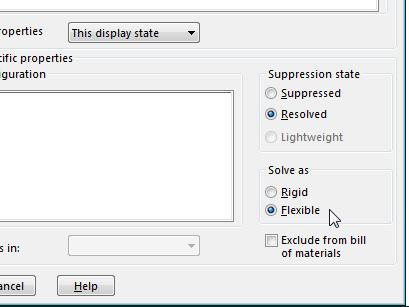 roperties This display state
cific properties
guration
Suppression state
Suppressed
Resolved
Lightweight
Solve as
Rigid
Flexible
s in:
Exclude from bill
of materials
ancel Help